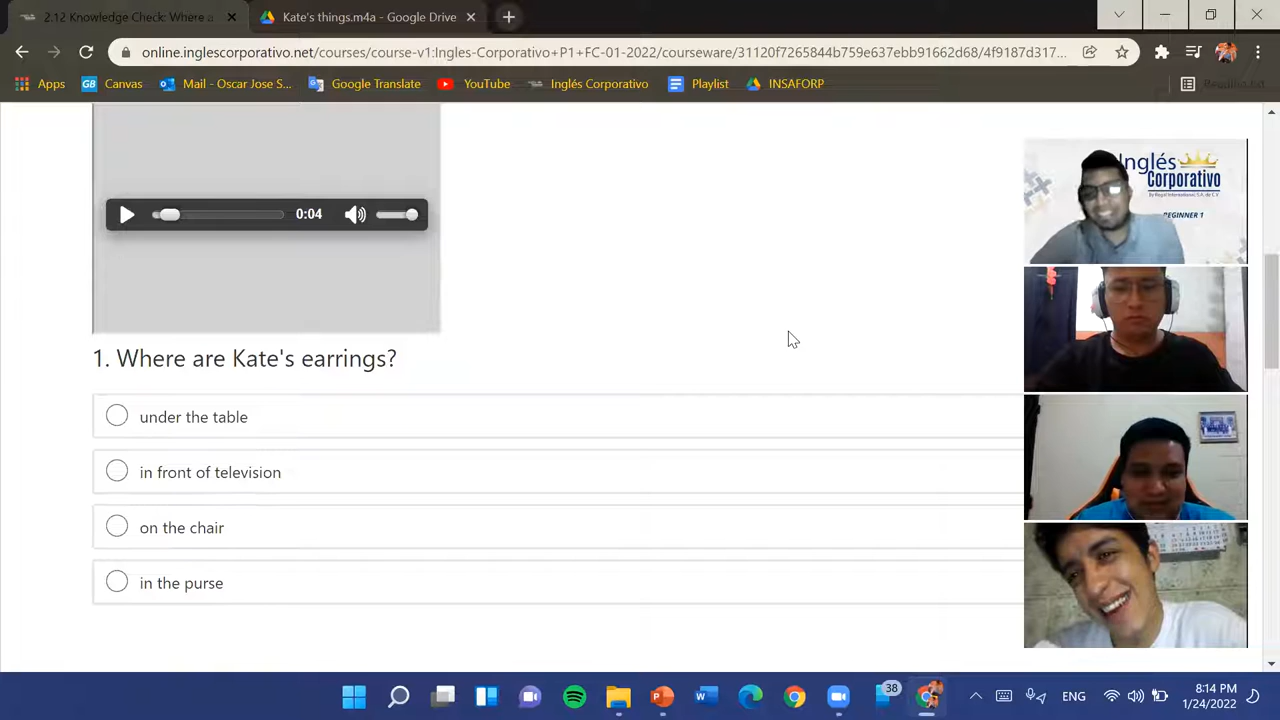 2.12 Knowledge Check: Where a
Kate's things.m4a - Google Drive
online.inglescorporativo.net/courses/course-v1:Ingles-Corporativo+P1+FC-01-2022/courseware/31120f7265844b759e637ebb91662d68/4f9187d317...
Apps
Canvas
Mail - Oscar Jose S...
Google Translate
YouTube
Inglés Corporativo
Playlist
INSAFORP
Reading list
0:04
Inglés
Corporativo
BEGINNER 1
1. Where are Kate's earrings?
under the table
in front of television
on the chair
in the purse
38
ENG
8:14 PM
1/24/2022